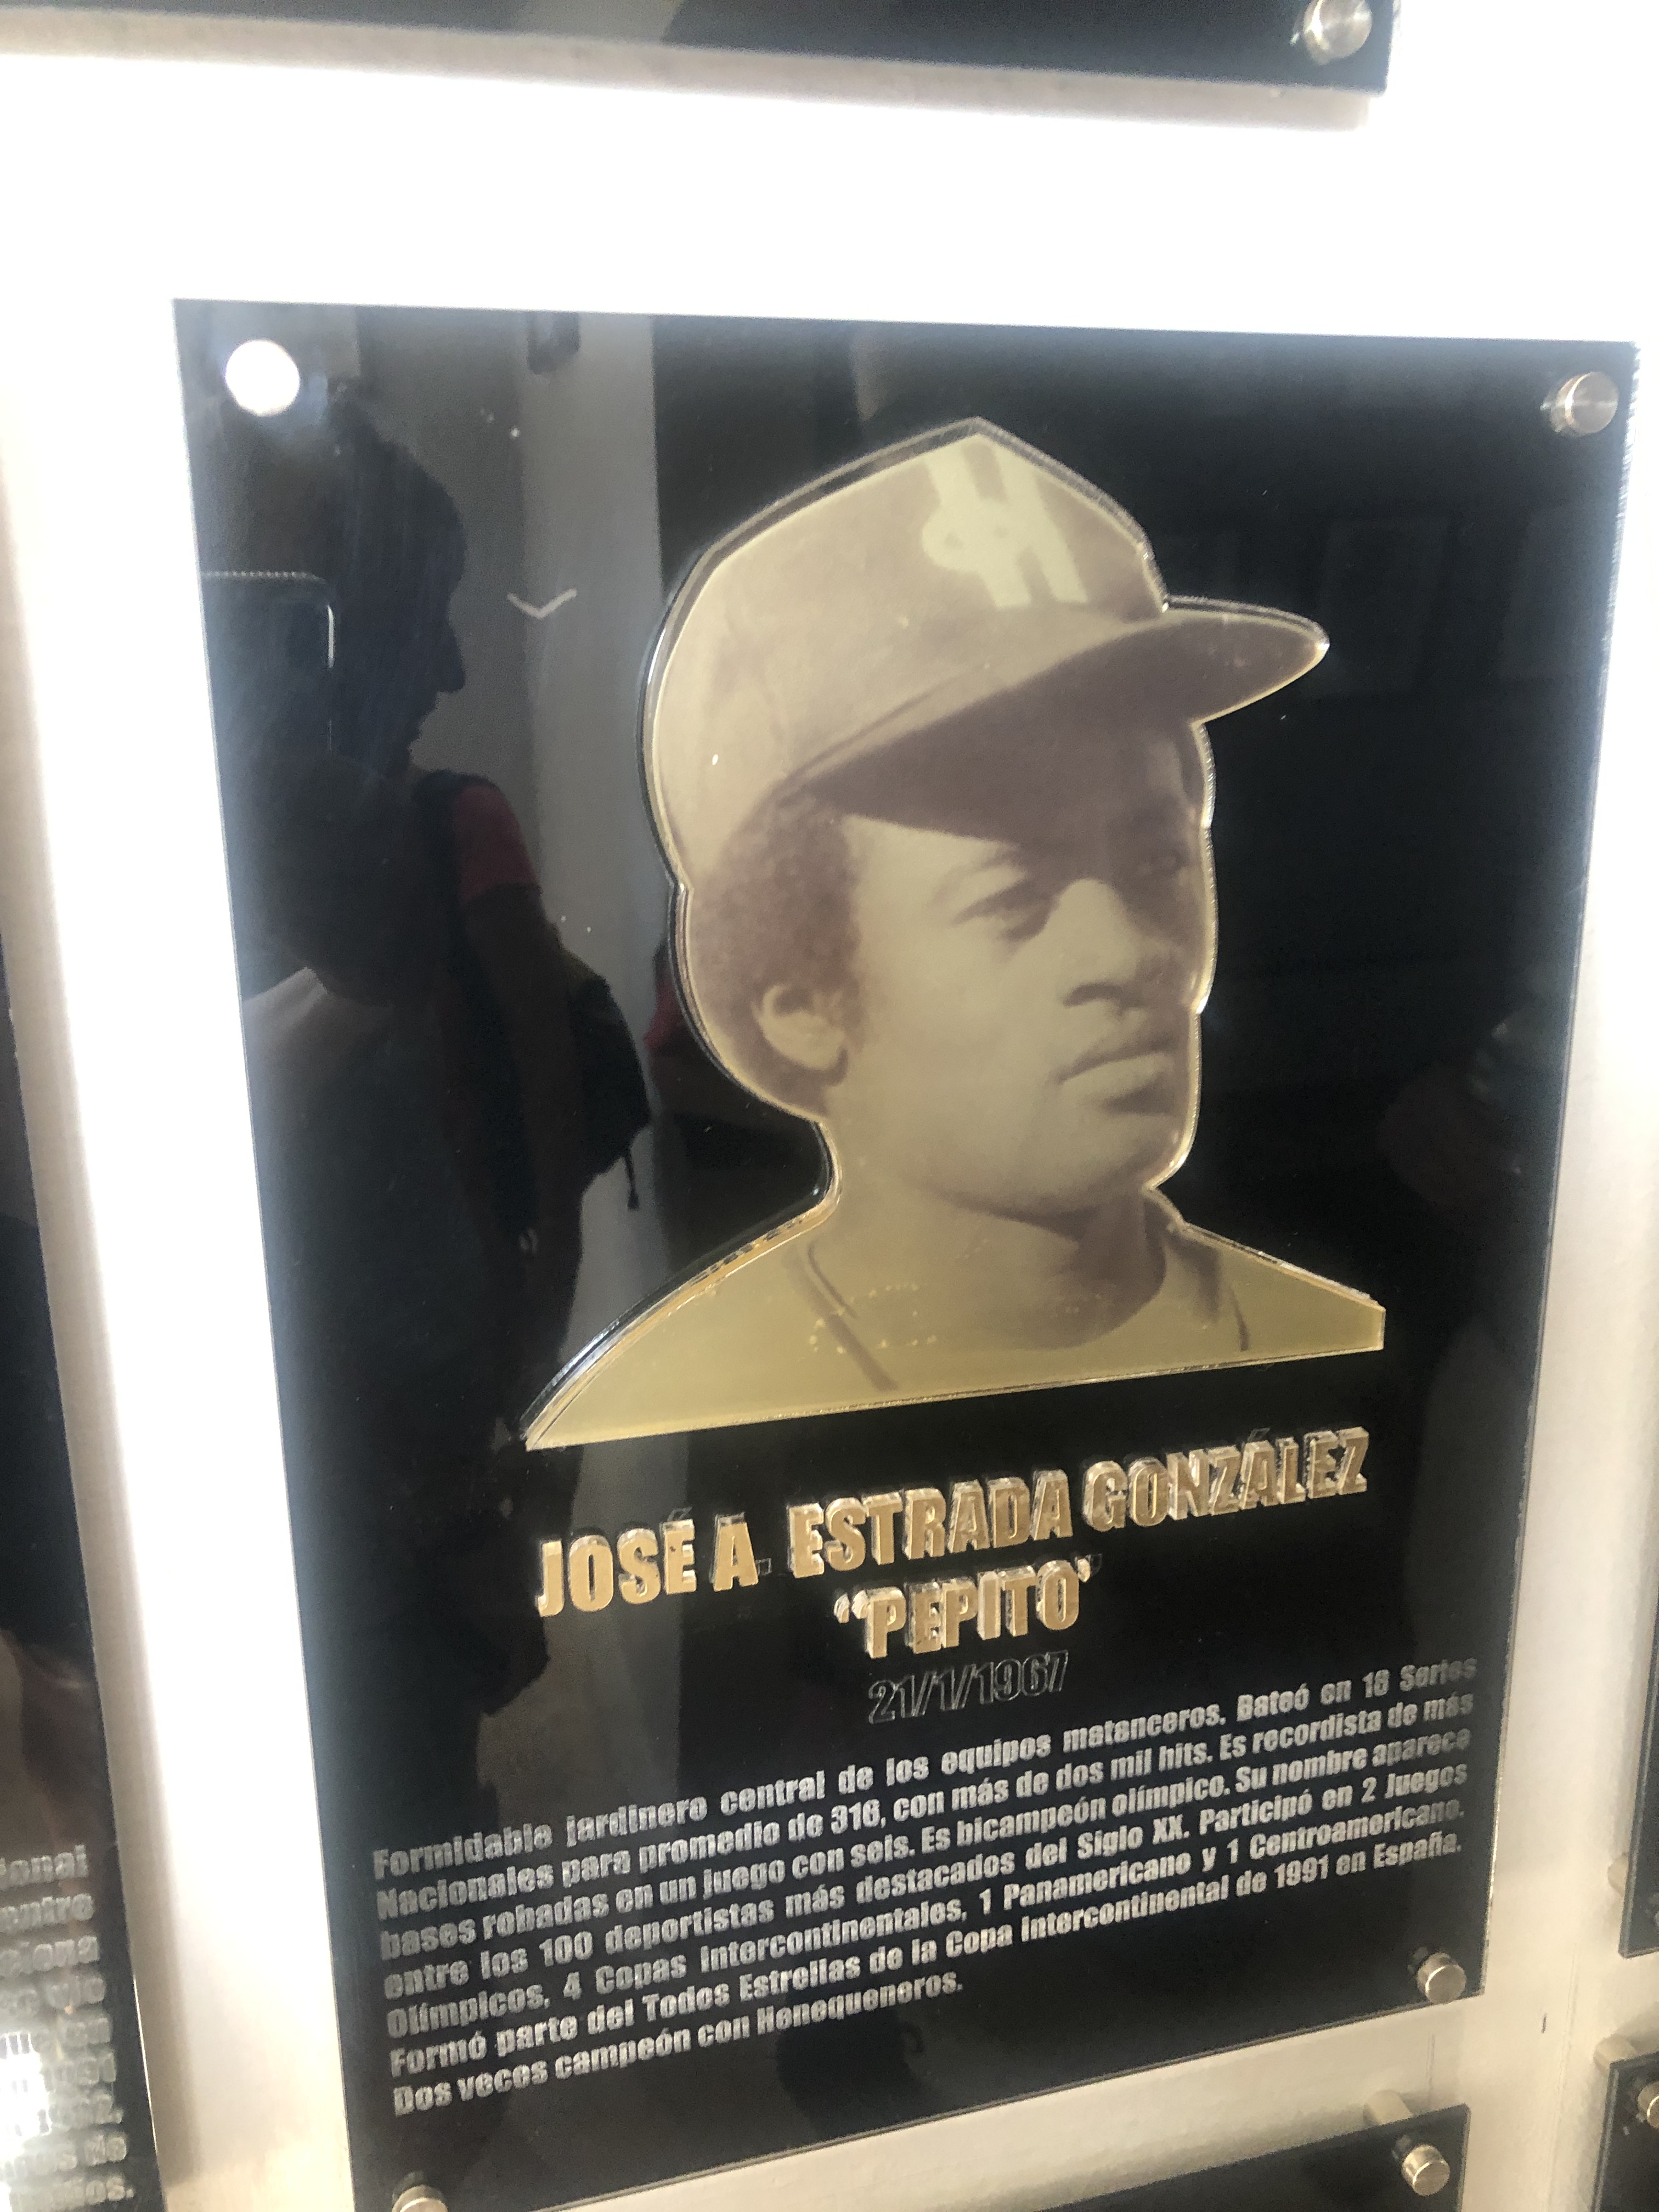 H
JOSÉ A. ESTRADA GONZÁLEZ
"PEPITO"
21/1/1967
Formidable jardinero central de los equipos matanceros. Bateó en 18 Series
Nacionales para promedio de 316, con más de dos mil hits. Es recordista de más
bases robadas en un juego con seis. Es bicampeón olímpico. Su nombre aparece
entre los 100 deportistas más destacados del Siglo XX. Participó en 2 Juegos
Olímpicos, 4 Copas Intercontinentales, 1 Panamericano y 1 Centroamericano.
Formó parte del Todos Estrellas de la Copa Intercontinental de 1991 en España.
Dos veces campeón con Henequeneros.